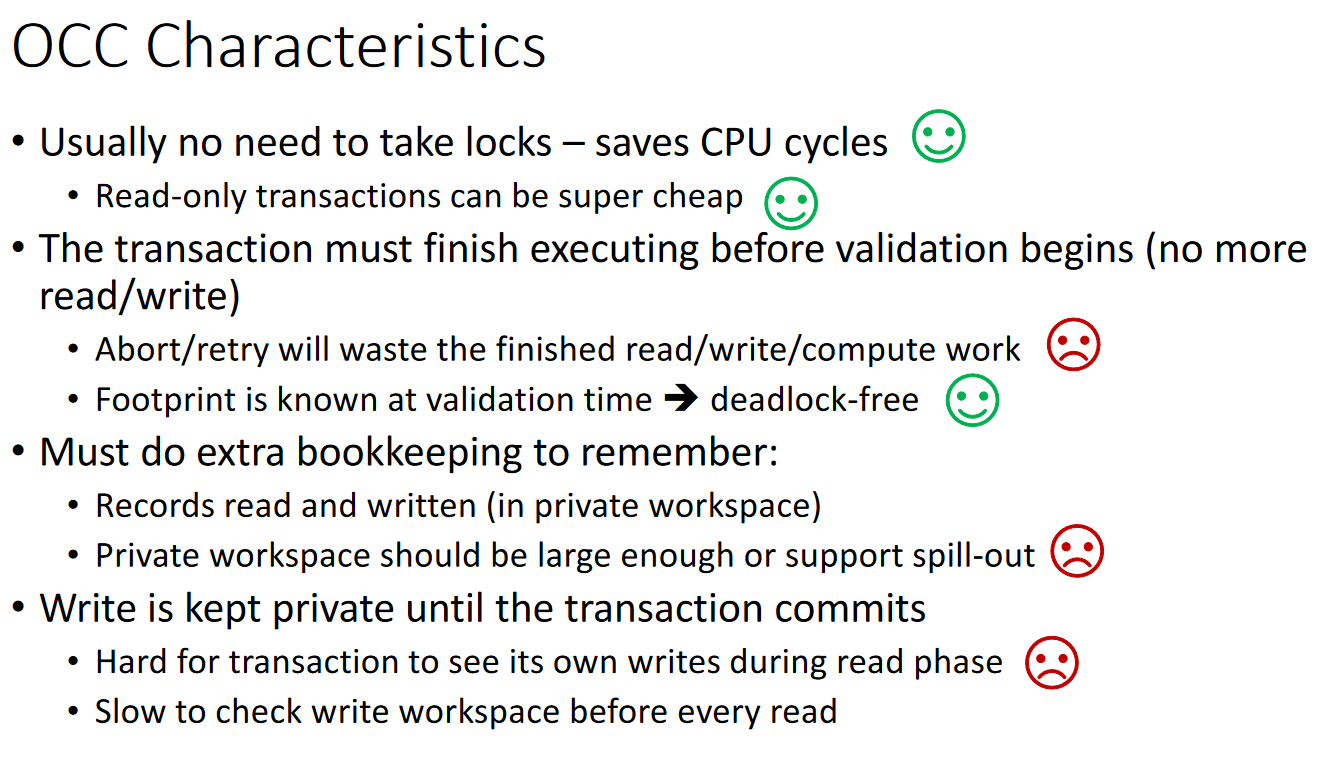 OCC Characteristics
• Usually no need to take locks – saves CPU cycles
• Read-only transactions can be super cheap
• The transaction must finish executing before validation begins (no more
read/write)
• Abort/retry will waste the finished read/write/compute work
• Footprint is known at validation time ➔ deadlock-free
• Must do extra bookkeeping to remember:
• Records read and written (in private workspace)
• Private workspace should be large enough or support spill-out
• Write is kept private until the transaction commits
• Hard for transaction to see its own writes during read phase
• Slow to check write workspace before every read